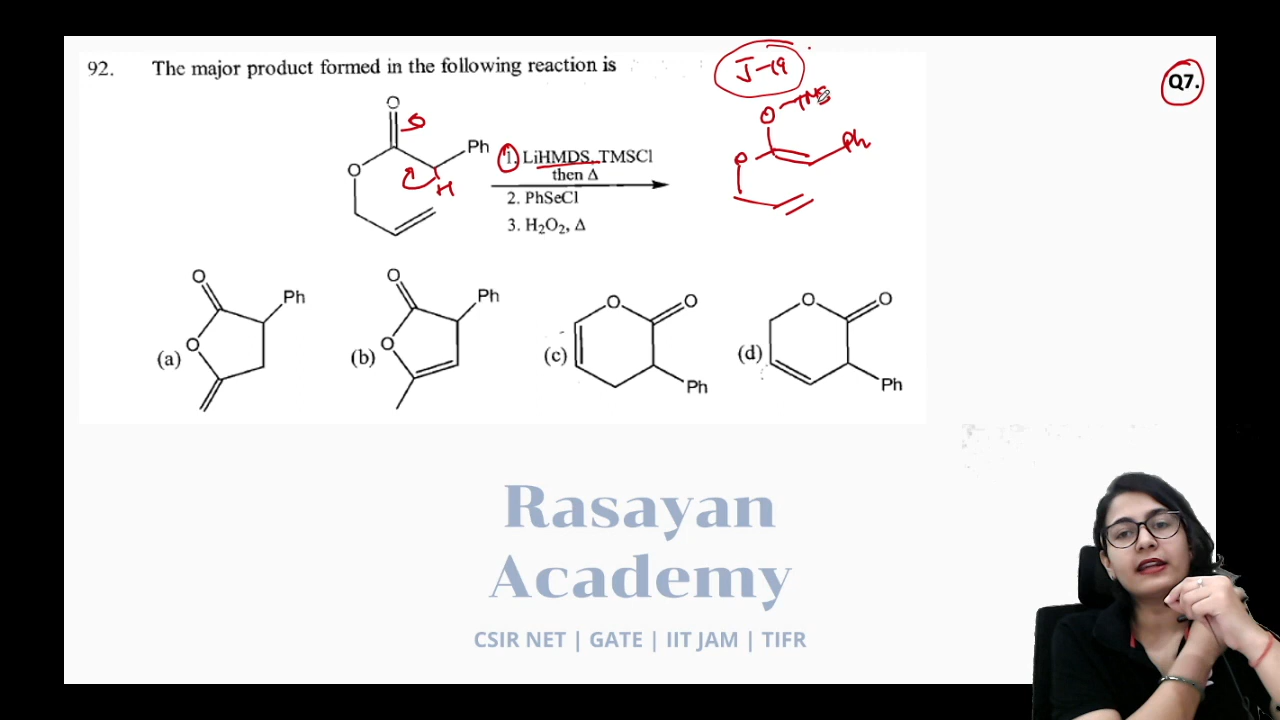 92. The major product formed in the following reaction is
J-19
Q7.
O
Ph
O
H
1. LiHMDS, TMSCl
then Δ
2. PhSeCl
3. H₂O₂, Δ
O-TMS
Ph
O
(a)
O
Ph
O
(b)
O
Ph
O
(c)
O
O
Ph
(d)
O
O
Ph
Rasayan
Academy
CSIR NET | GATE | IIT JAM | TIFR